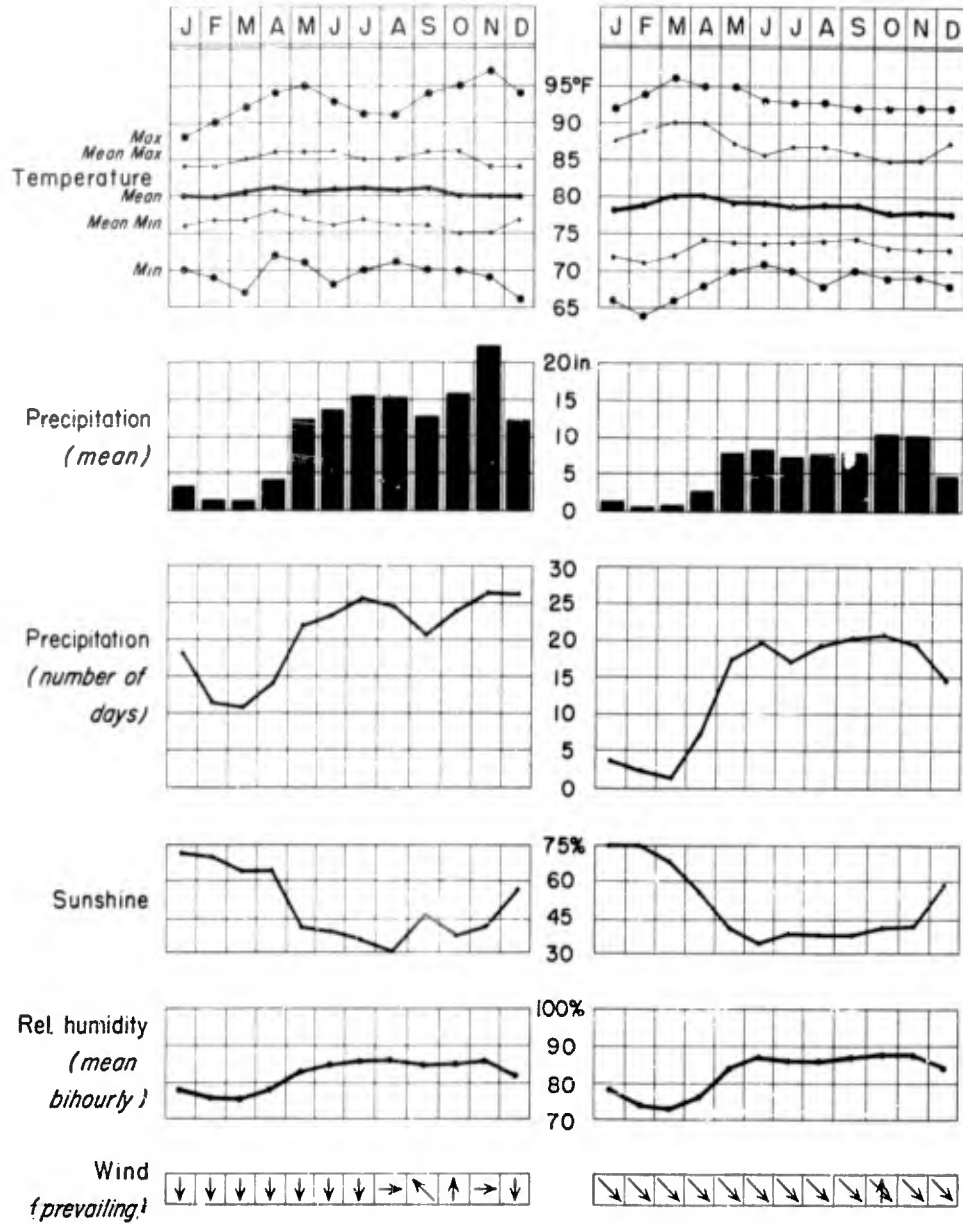 J F M A M J J A S O N D
J F M A M J J A S O N D
95°F
90
85
80
75
70
65
Max
Mean Max
Temperature
Mean
Mean Min
Min
20 in
15
10
5
0
Precipitation
(mean)
30
25
20
15
10
5
0
Precipitation
(number of
days)
75%
60
45
30
Sunshine
100%
90
80
70
Rel. humidity
(mean
bihourly)
Wind
(prevailing)